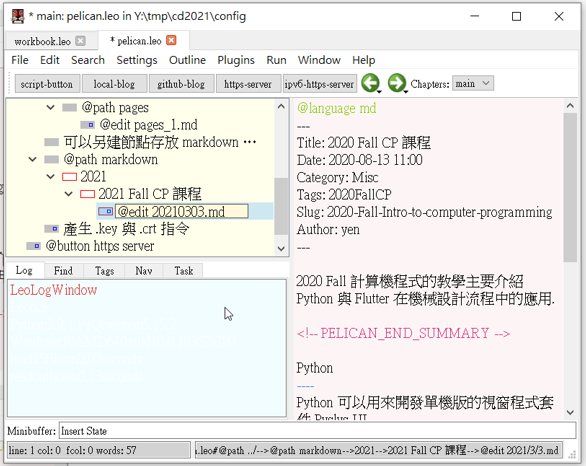 * main: pelican.leo in Y:\tmp\cd2021\config
workbook.leo
* pelican.leo
File Edit Search Settings Outline Plugins Run Window Help
script-button local-blog github-blog https-server ipv6-https-server Chapters: main
@path pages
@edit pages_1.md
可以另建節點存放 markdown ⋯
@path markdown
2021
2021 Fall CP 課程
@edit 20210303.md
產生 .key 與 .crt 指令
@button https server
Log Find Tags Nav Task
LeoLogWindow
@language md
---
Title: 2020 Fall CP 課程
Date: 2020-08-13 11:00
Category: Misc
Tags: 2020FallCP
Slug: 2020-Fall-Intro-to-computer-programming
Author: yen
---
2020 Fall 計算機程式的教學主要介紹
Python 與 Flutter 在機械設計流程中的應用.
<!-- PELICAN_END_SUMMARY -->
Python
----
Python 可以用來開發單機版的視窗程式套
件 Pyslvs UI
Minibuffer: Insert State
line: 1 col: 0 fcol: 0 words: 57
ı.leo#@path ../-->@path markdown-->2021-->2021 Fall CP 課程-->@edit 2021/3/3.md